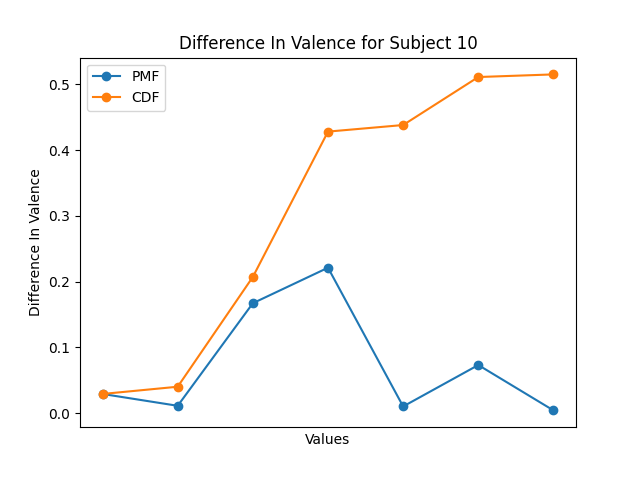 Difference In Valence for Subject 10
PMF
CDF
0.5
0.4
0.3
0.2
0.1
0.0
Difference In Valence
Values